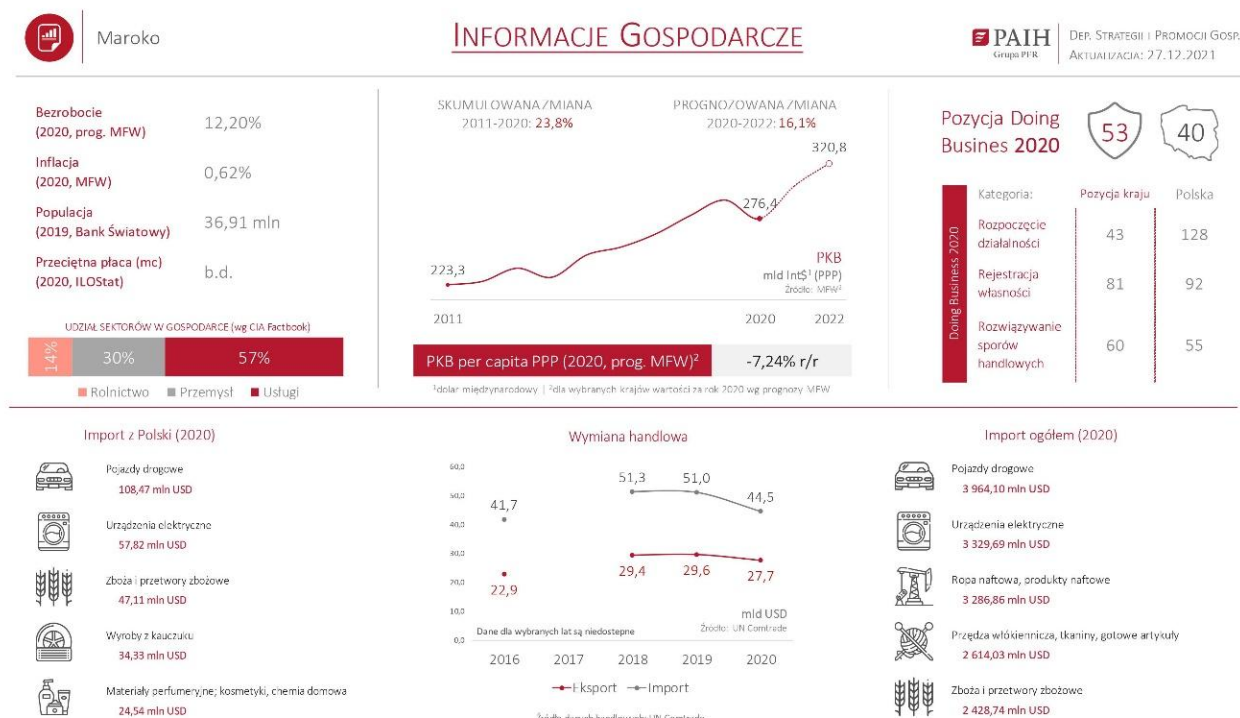 Maroko
INFORMACJE GOSPODARCZE
PAIH
Grupa PFR
DEP. STRATEGII I PROMOCJI GOSP.
AKTUALIZACJA: 27.12.2021
Bezrobocie
(2020, prog. MFW)
12,20%
Inflacja
(2020, MFW)
0,62%
Populacja
(2019, Bank Światowy)
36,91 mln
Przeciętna płaca (mc)
(2020, ILOStat)
b.d.
UDZIAŁ SEKTORÓW W GOSPODARCE (wg CIA Factbook)
14%
30%
57%
Rolnictwo
Przemysł
Usługi
SKUMULOWANA ZMIANA
2011-2020: 23,8%
PROGNOZOWANA ZMIANA
2020-2022: 16,1%
320,8
276,4
223,3
PKB
mld Int$¹ (PPP)
Źródło: MFW²
2011
2020
2022
PKB per capita PPP (2020, prog. MFW)²
-7,24% r/r
¹dolar międzynarodowy | ²dla wybranych krajów wartości za rok 2020 wg prognozy MFW
Pozycja Doing
Busines 2020
53
40
Doing Business 2020
Kategoria:
Pozycja kraju
Polska
Rozpoczęcie
działalności
43
128
Rejestracja
własności
81
92
Rozwiązywanie
sporów
handlowych
60
55
Import z Polski (2020)
Pojazdy drogowe
108,47 mln USD
Urządzenia elektryczne
57,82 mln USD
Zboża i przetwory zbożowe
47,11 mln USD
Wyroby z kauczuku
34,33 mln USD
Materiały perfumeryjne; kosmetyki, chemia domowa
24,54 mln USD
Wymiana handlowa
60,0
50,0
40,0
30,0
20,0
10,0
0,0
41,7
51,3
51,0
44,5
22,9
29,4
29,6
27,7
mld USD
Źródło: UN Comtrade
Dane dla wybranych lat są niedostępne
2016
2017
2018
2019
2020
Eksport
Import
Źródło danych handlowych: UN Comtrade
Import ogółem (2020)
Pojazdy drogowe
3 964,10 mln USD
Urządzenia elektryczne
3 329,69 mln USD
Ropa naftowa, produkty naftowe
3 286,86 mln USD
Przędza włókiennicza, tkaniny, gotowe artykuły
2 614,03 mln USD
Zboża i przetwory zbożowe
2 428,74 mln USD